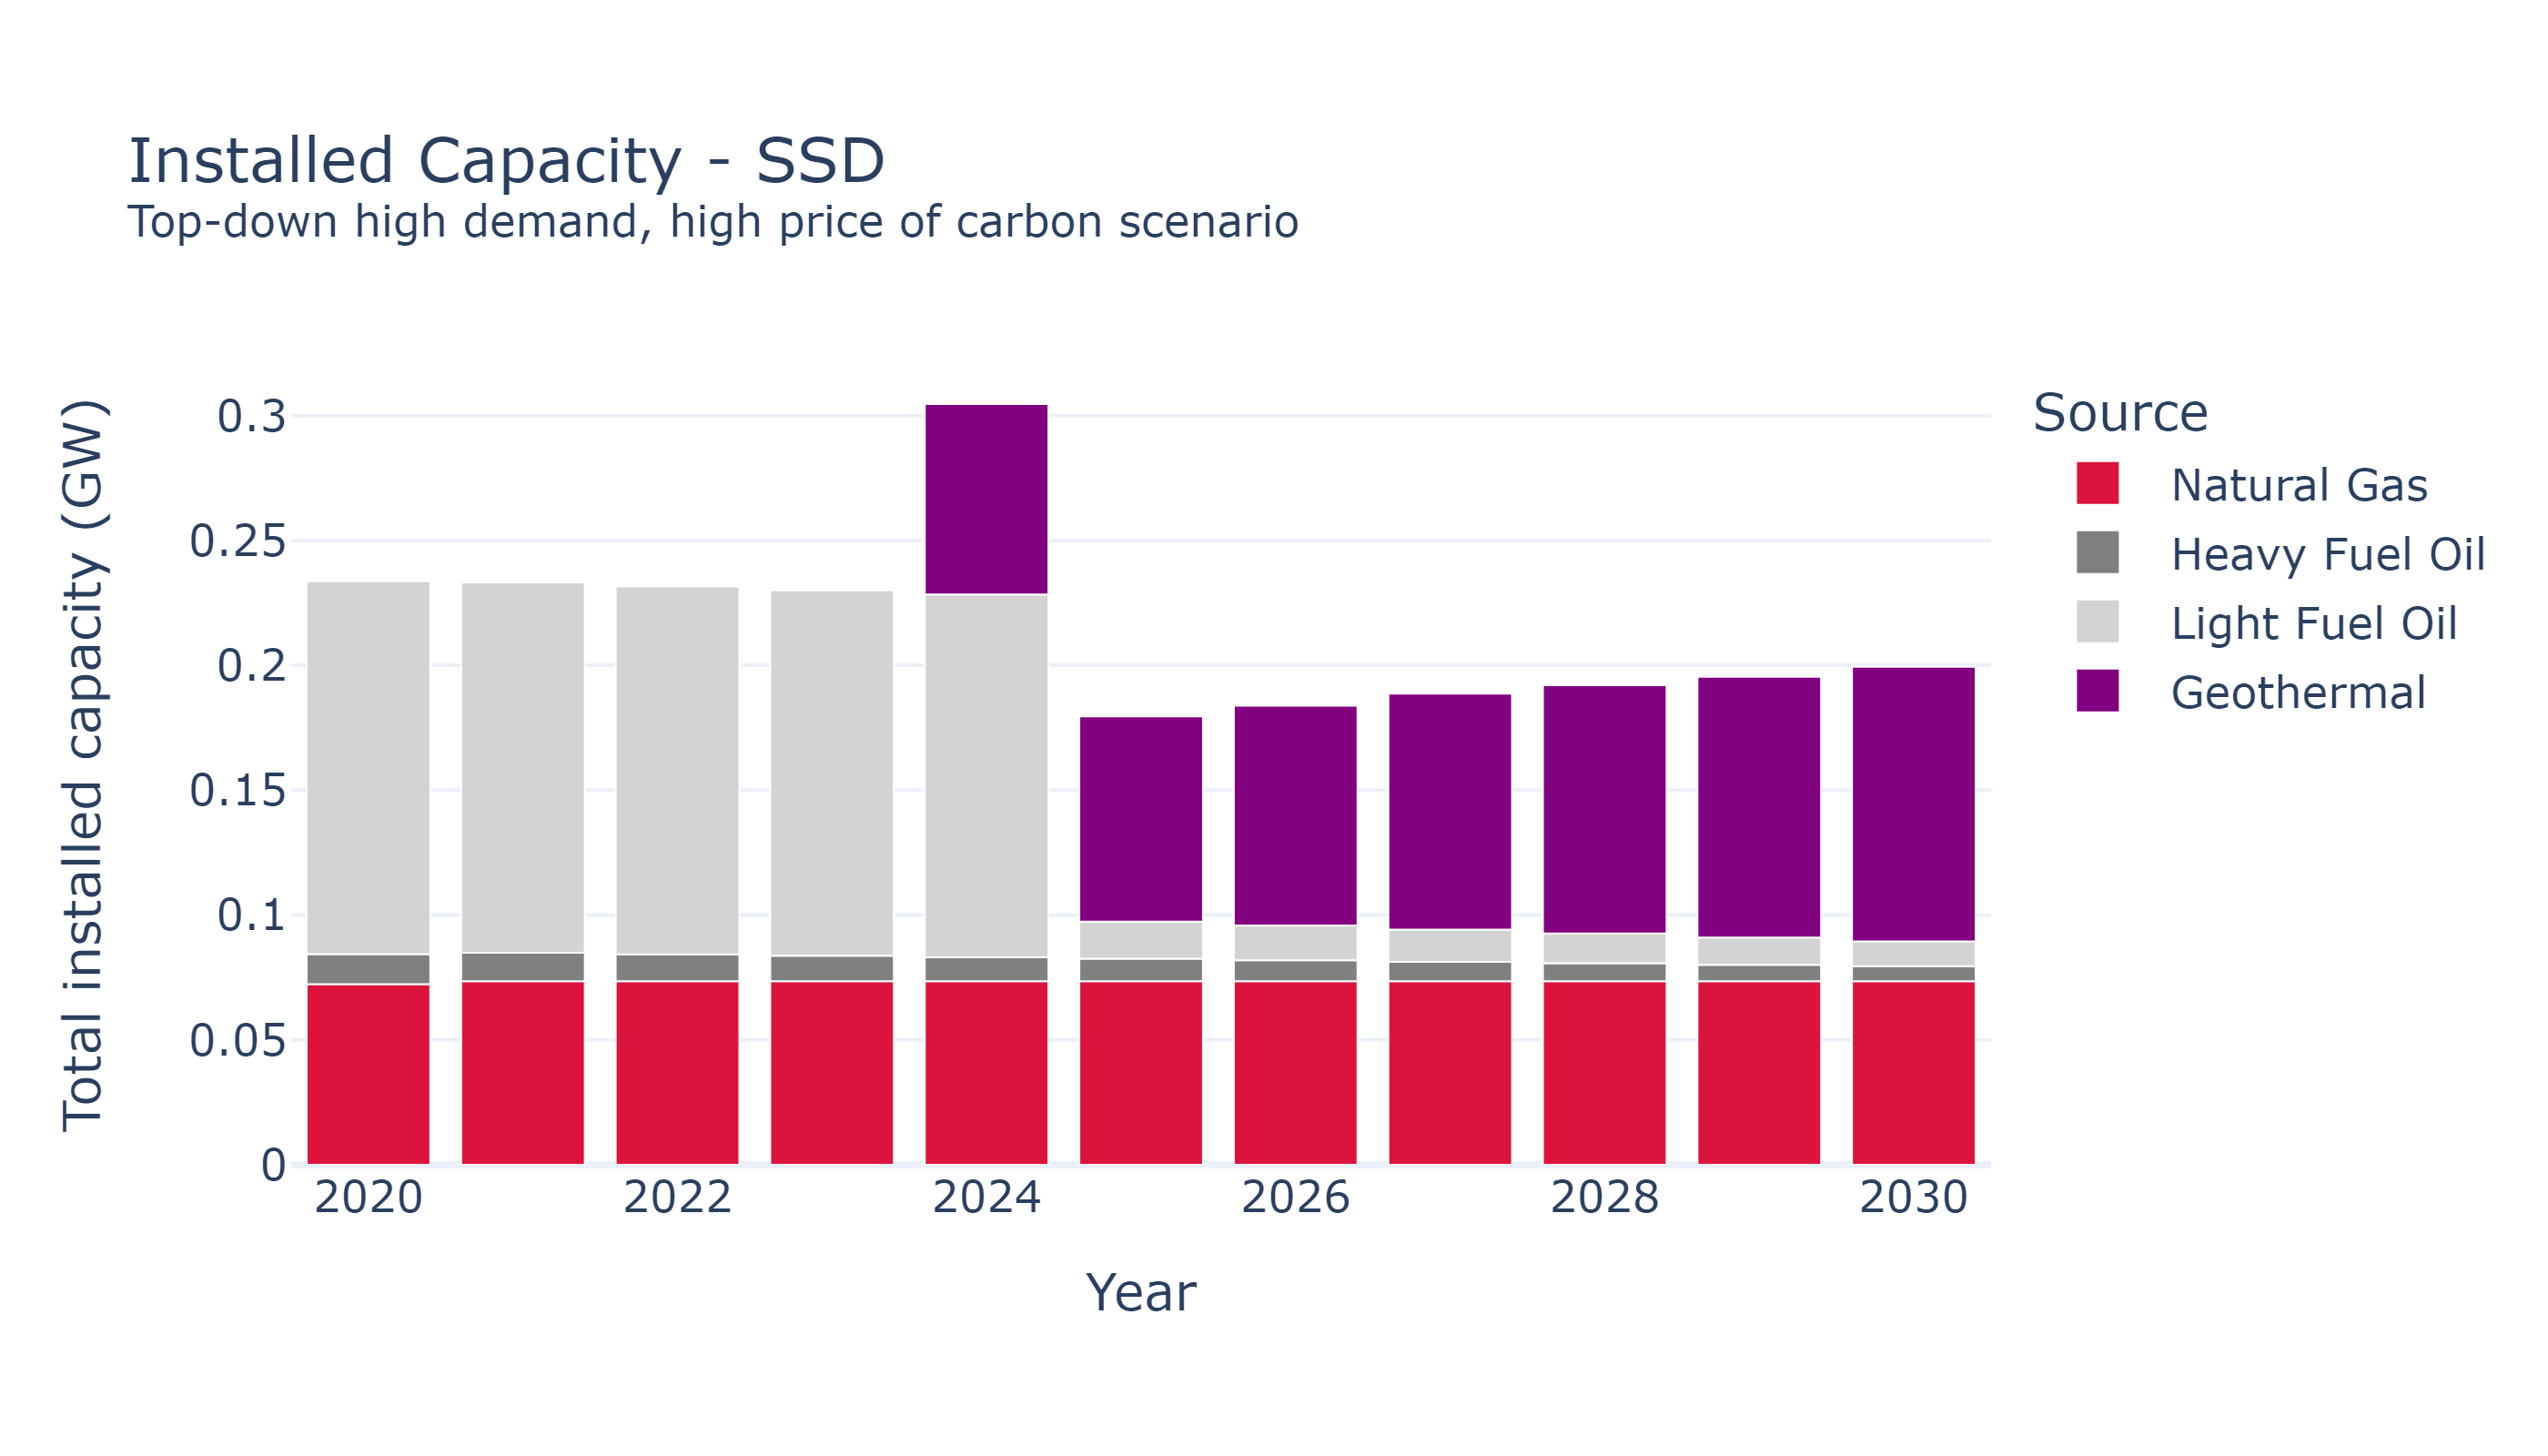 Installed Capacity - SSD
Top-down high demand, high price of carbon scenario
Total installed capacity (GW)
0.3
0.25
0.2
0.15
0.1
0.05
0
2020
2022
2024
2026
2028
2030
Year
Source
Natural Gas
Heavy Fuel Oil
Light Fuel Oil
Geothermal